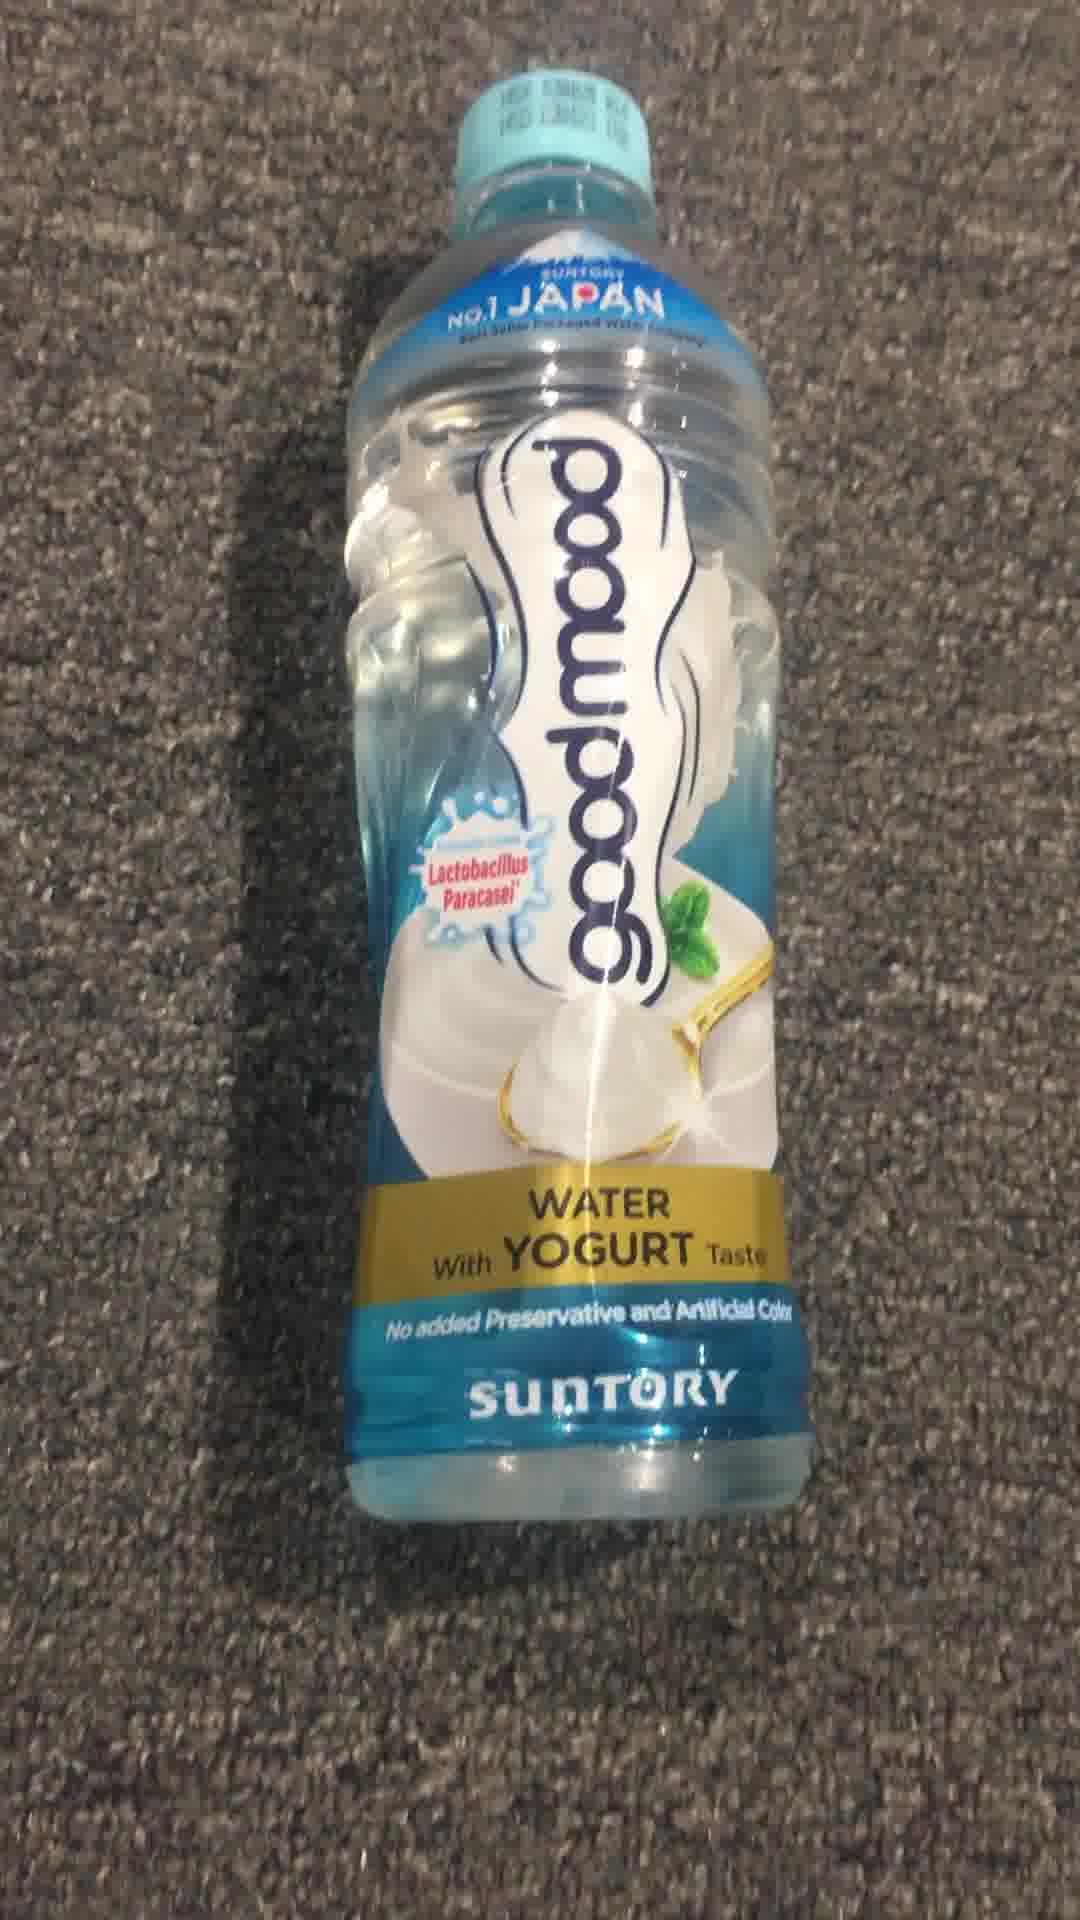 SUNTORY
NO.1 JAPAN
goodmood
Lactobacillus
Paracasei
WATER
With YOGURT Taste
No added Preservative and Artificial Color
SUNTORY